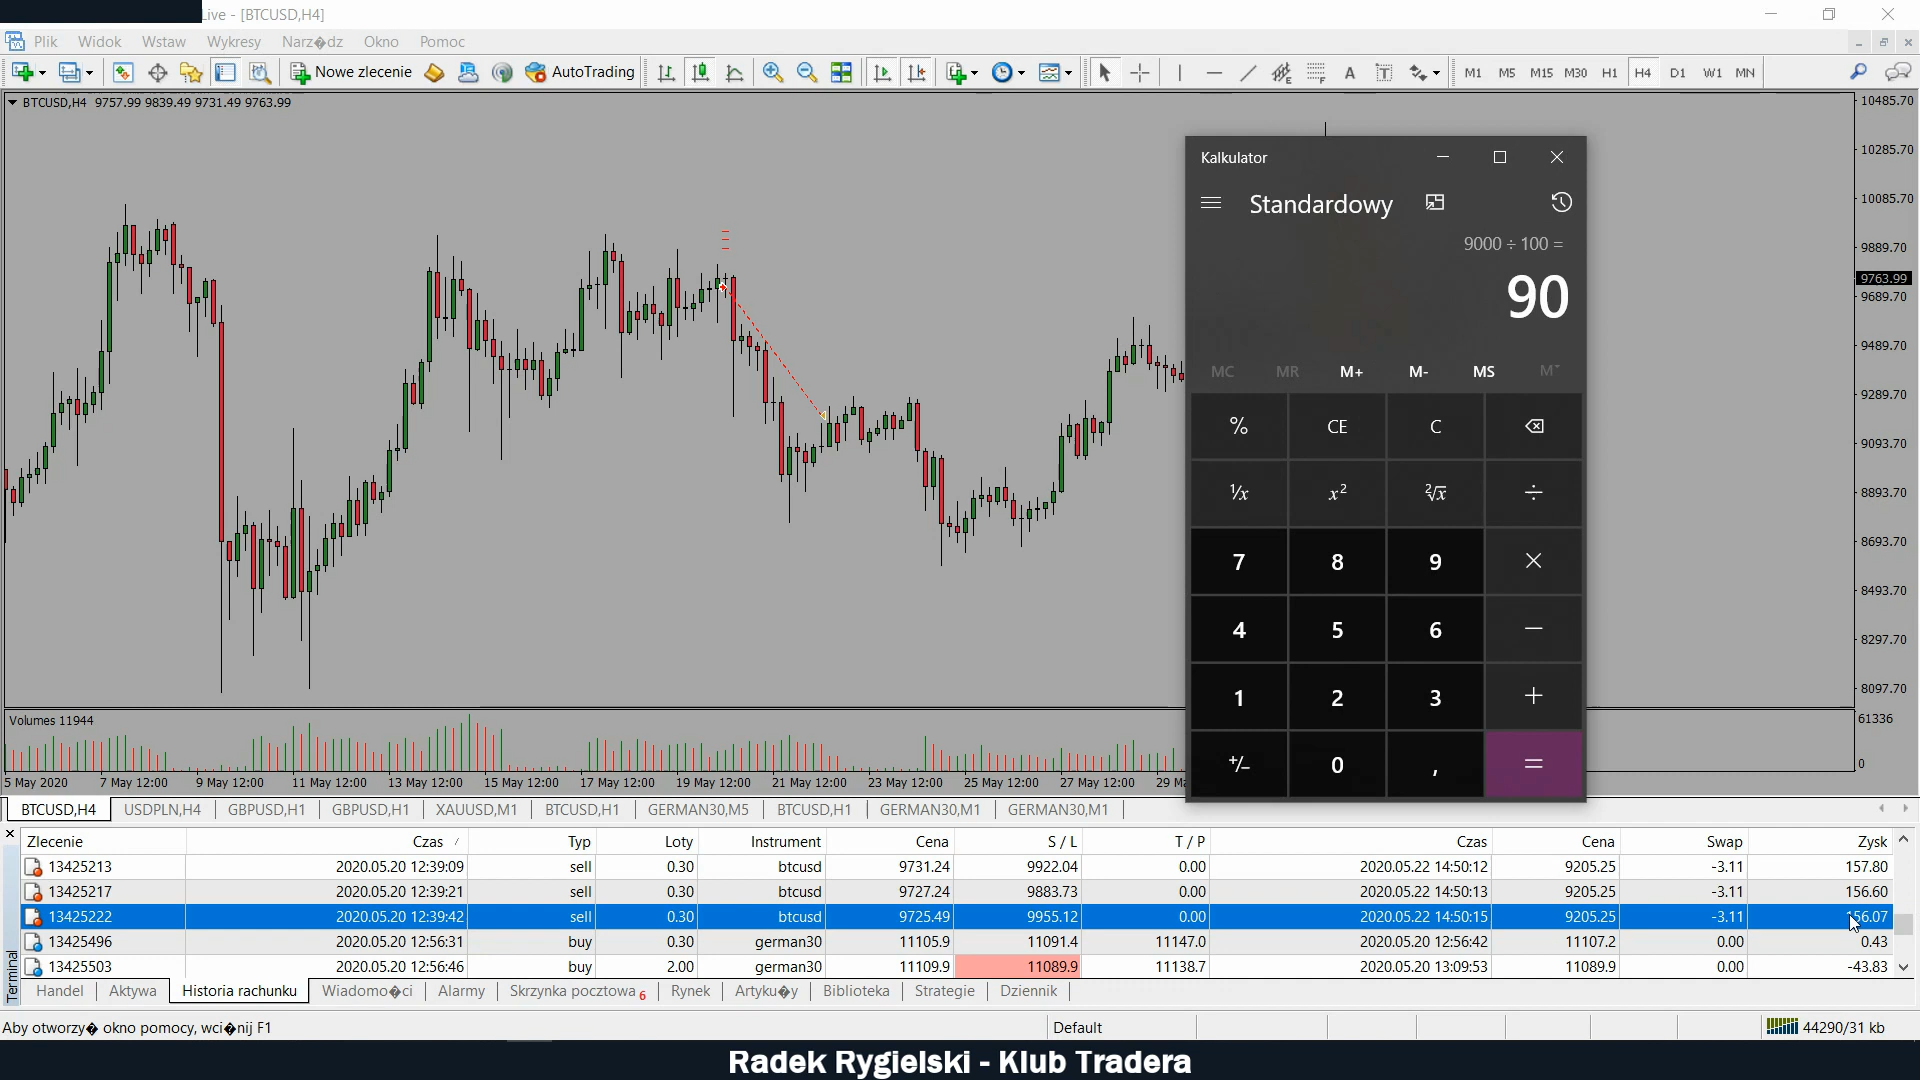 Live - [BTCUSD,H4]
Plik Widok Wstaw Wykresy Narz�dz Okno Pomoc
Nowe zlecenie AutoTrading A T M1 M5 M15 M30 H1 H4 D1 W1 MN
BTCUSD,H4 9757.99 9839.49 9731.49 9763.99
10485.70
10285.70
10085.70
9889.70
9763.99
9689.70
9489.70
9289.70
9093.70
8893.70
8693.70
8493.70
8297.70
8097.70
Kalkulator
Standardowy
9000 ÷ 100 =
90
MC MR M+ M- MS M˅
% CE C
¹/x x² ²√x ÷
7 8 9 ×
4 5 6 −
1 2 3 +
+/− 0 , =
Volumes 11944
61336
0
5 May 2020 7 May 12:00 9 May 12:00 11 May 12:00 13 May 12:00 15 May 12:00 17 May 12:00 19 May 12:00 21 May 12:00 23 May 12:00 25 May 12:00 27 May 12:00 29 M
BTCUSD,H4 USDPLN,H4 GBPUSD,H1 GBPUSD,H1 XAUUSD,M1 BTCUSD,H1 GERMAN30,M5 BTCUSD,H1 GERMAN30,M1 GERMAN30,M1
Zlecenie Czas / Typ Loty Instrument Cena S / L T / P Czas Cena Swap Zysk
13425213 2020.05.20 12:39:09 sell 0.30 btcusd 9731.24 9922.04 0.00 2020.05.22 14:50:12 9205.25 -3.11 157.80
13425217 2020.05.20 12:39:21 sell 0.30 btcusd 9727.24 9883.73 0.00 2020.05.22 14:50:13 9205.25 -3.11 156.60
13425222 2020.05.20 12:39:42 sell 0.30 btcusd 9725.49 9955.12 0.00 2020.05.22 14:50:15 9205.25 -3.11 156.07
13425496 2020.05.20 12:56:31 buy 0.30 german30 11105.9 11091.4 11147.0 2020.05.20 12:56:42 11107.2 0.00 0.43
13425503 2020.05.20 12:56:46 buy 2.00 german30 11109.9 11089.9 11138.7 2020.05.20 13:09:53 11089.9 0.00 -43.83
Terminal
Handel Aktywa Historia rachunku Wiadomo�ci Alarmy Skrzynka pocztowa 6 Rynek Artyku�y Biblioteka Strategie Dziennik
Aby otworzy� okno pomocy, wci�nij F1 Default 44290/31 kb
Radek Rygielski - Klub Tradera